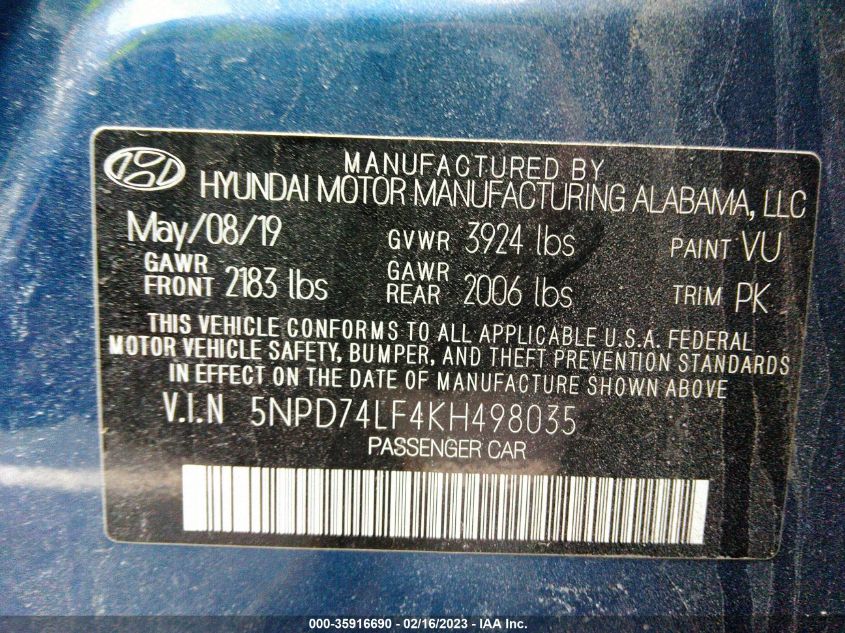 MANUFACTURED BY
HYUNDAI MOTOR MANUFACTURING ALABAMA, LLC
May/08/19 GVWR 3924 lbs PAINT VU
GAWR FRONT 2183 lbs GAWR REAR 2006 lbs TRIM PK
THIS VEHICLE CONFORMS TO ALL APPLICABLE U.S.A. FEDERAL
MOTOR VEHICLE SAFETY, BUMPER, AND THEFT PREVENTION STANDARDS
IN EFFECT ON THE DATE OF MANUFACTURE SHOWN ABOVE
V.I.N 5NPD74LF4KH498035
PASSENGER CAR
000-35916690 - 02/16/2023 - IAA Inc.